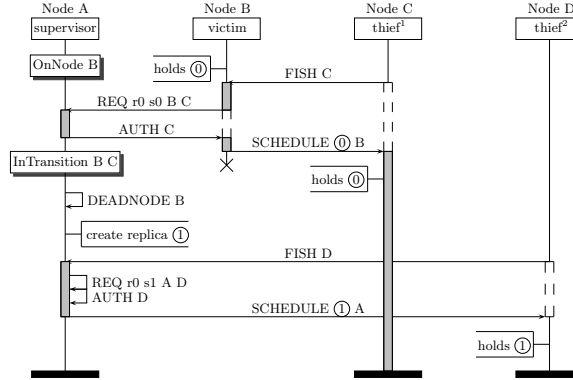 Node A Node B Node C Node D
supervisor victim thief¹ thief²
OnNode B
holds ⓪
FISH C
REQ r0 s0 B C
AUTH C
SCHEDULE ⓪ B
InTransition B C
holds ⓪
DEADNODE B
create replica ①
FISH D
REQ r0 s1 A D
AUTH D
SCHEDULE ① A
holds ①